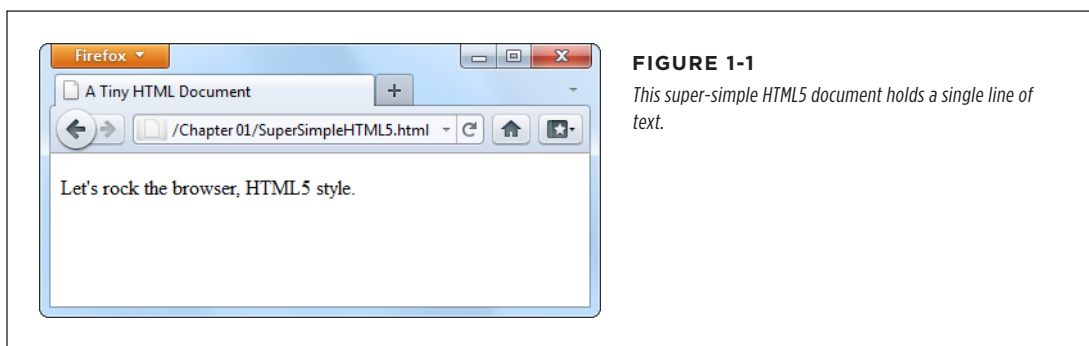 Firefox
A Tiny HTML Document
/Chapter 01/SuperSimpleHTML5.html
Let's rock the browser, HTML5 style.
FIGURE 1-1
This super-simple HTML5 document holds a single line of
text.